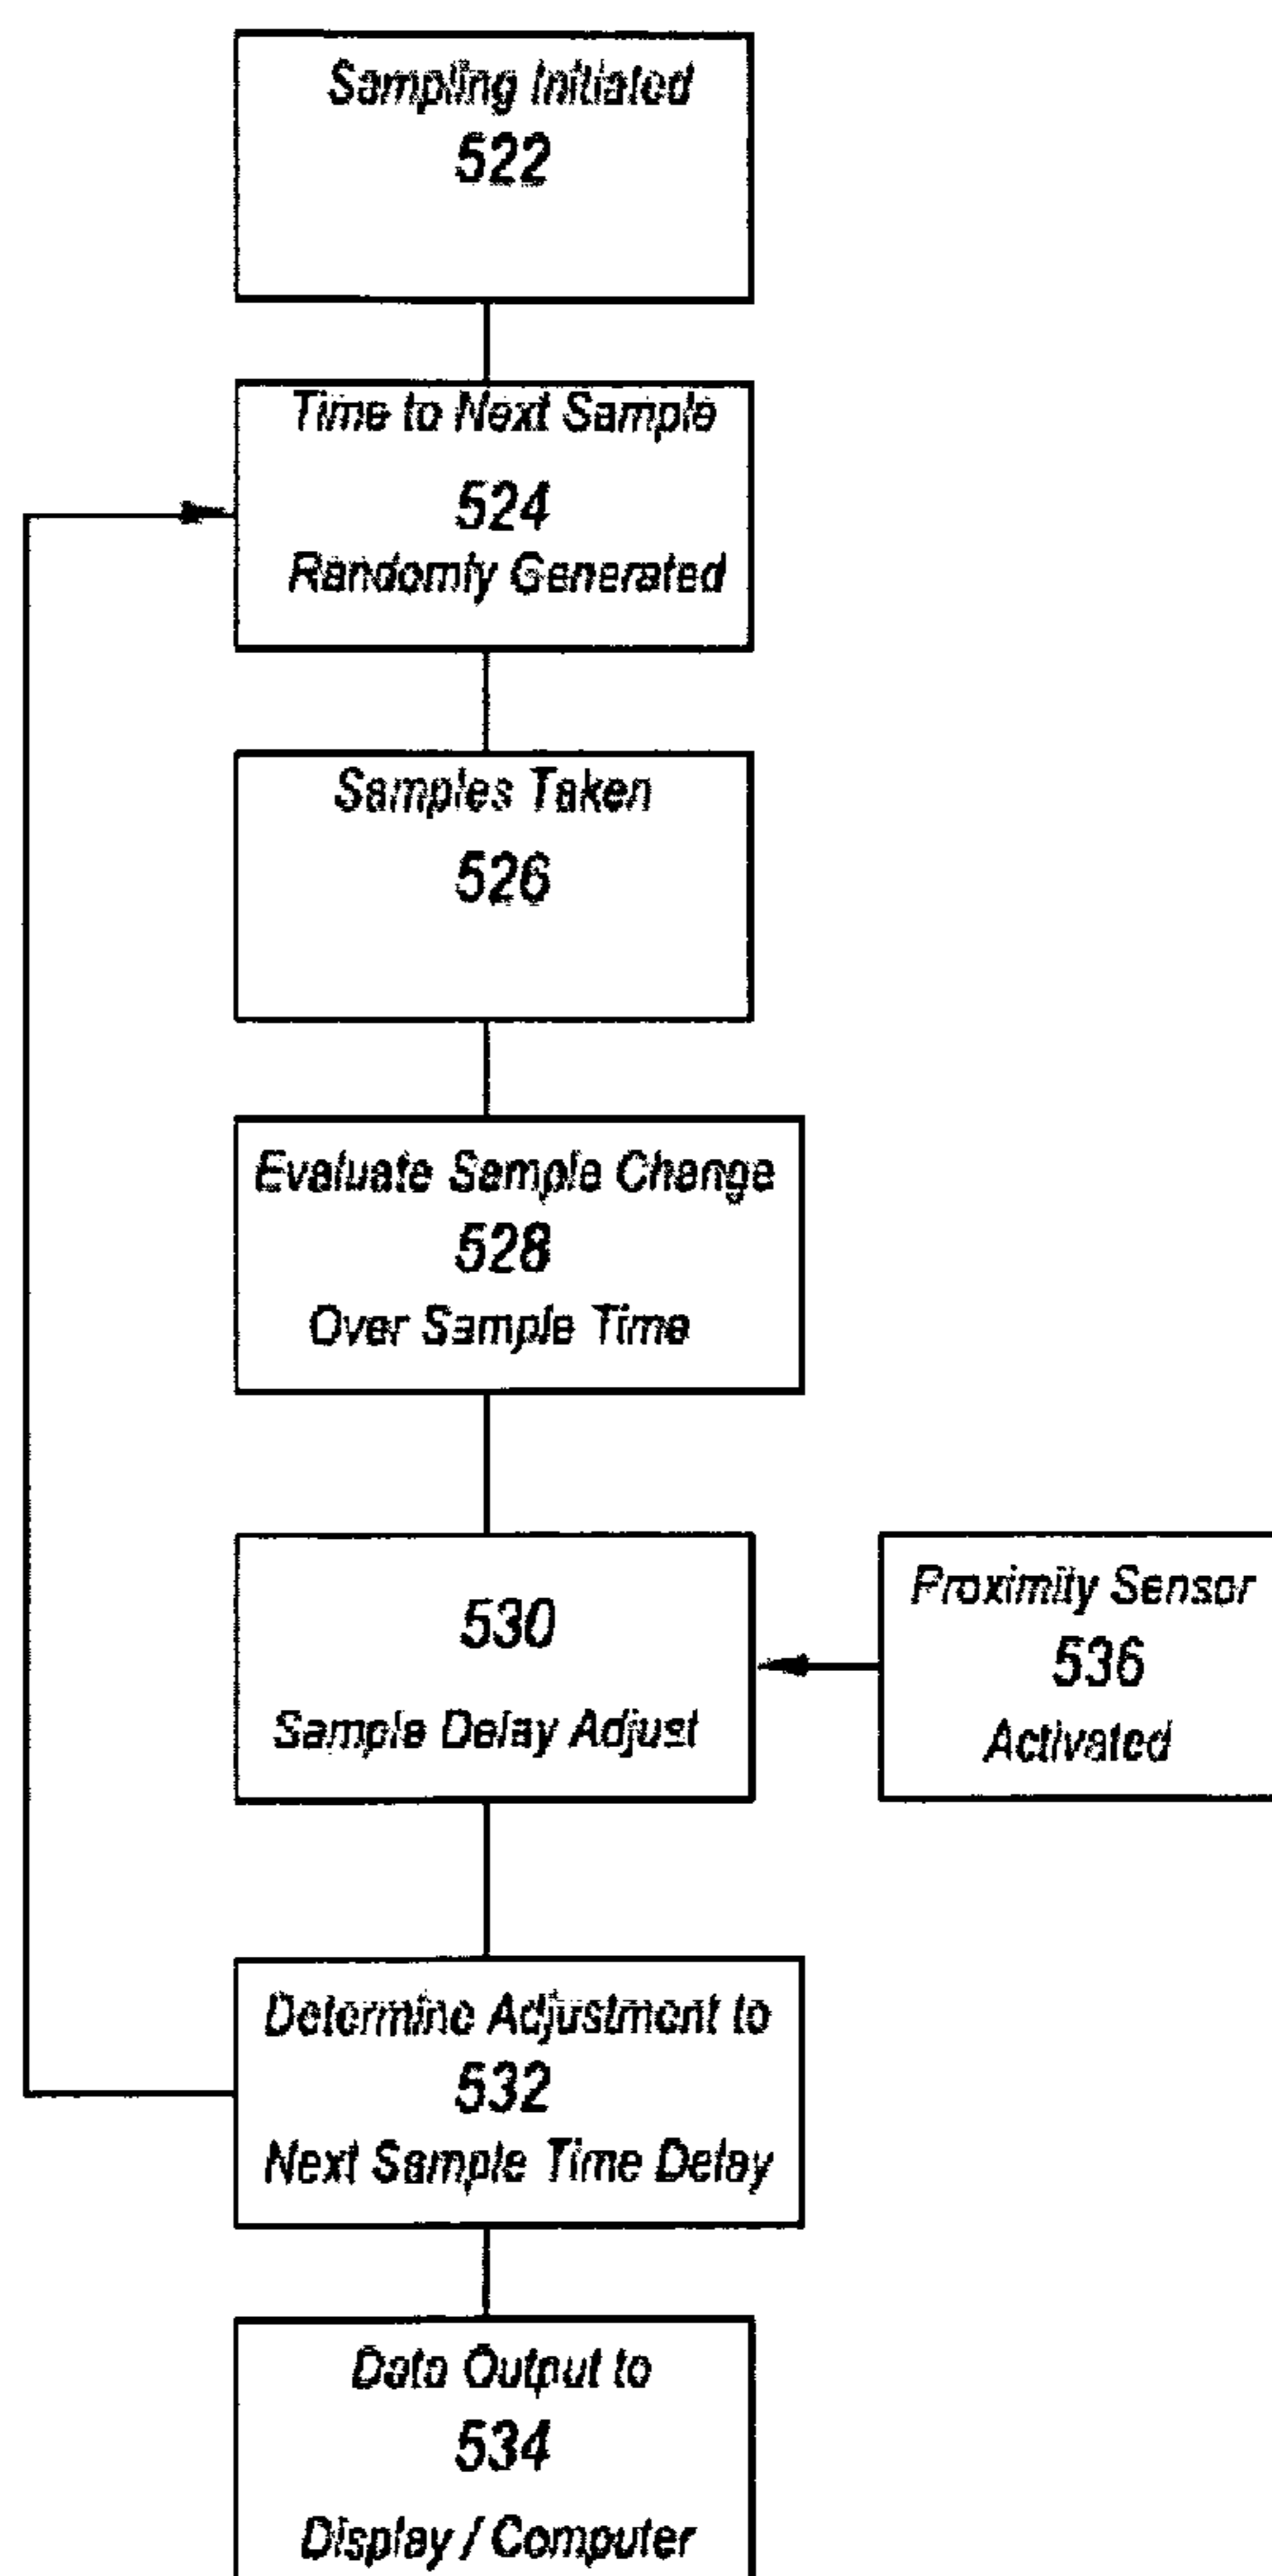 Sampling Initiated
522
Time to Next Sample
524
Randomly Generated
Samples Taken
526
Evaluate Sample Change
528
Over Sample Time
530
Sample Delay Adjust
Proximity Sensor
536
Activated
Determine Adjustment to
532
Next Sample Time Delay
Data Output to
534
Display / Computer